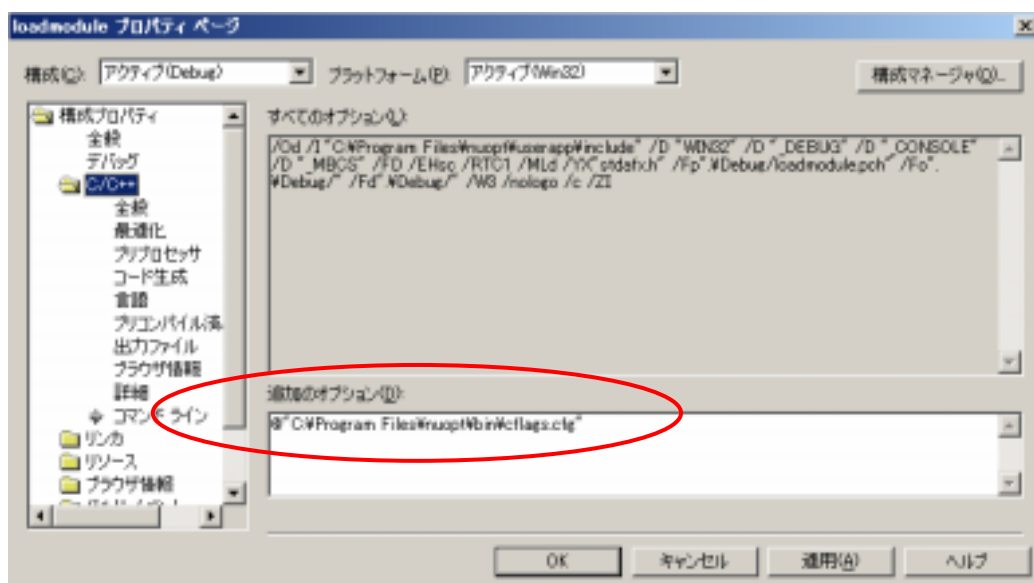 loadmodule プロパティ ページ
構成(C): アクティブ(Debug) プラットフォーム(P): アクティブ(Win32) 構成マネージャ(O)...
構成プロパティ
全般
デバッグ
C/C++
全般
最適化
プリプロセッサ
コード生成
言語
プリコンパイル済
出力ファイル
ブラウザ情報
詳細
コマンド ライン
リンカ
リソース
ブラウザ情報
すべてのオプション(L):
/Od /I "C:¥Program Files¥nuopt¥userapp¥include" /D "WIN32" /D "_DEBUG" /D "_CONSOLE"
/D "_MBCS" /FD /EHsc /RTC1 /MLd /YX"stdafx.h" /Fp".¥Debug/loadmodule.pch" /Fo".
¥Debug/" /Fd".¥Debug/" /W3 /nologo /c /ZI
追加のオプション(D):
@"C:¥Program Files¥nuopt¥bin¥cflags.cfg"
OK キャンセル 適用(A) ヘルプ